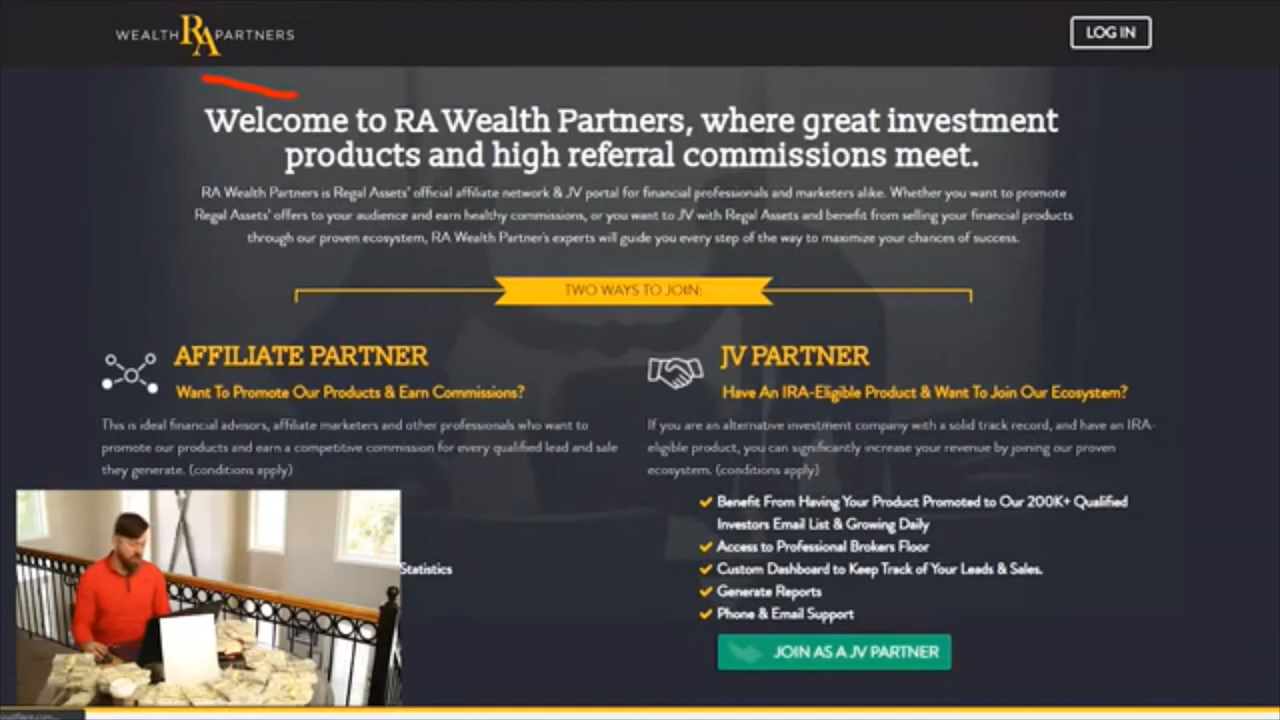 WEALTH RA PARTNERS
LOG IN
Welcome to RA Wealth Partners, where great investment
products and high referral commissions meet.
RA Wealth Partners is Regal Assets' official affiliate network & JV portal for financial professionals and marketers alike. Whether you want to promote
Regal Assets' offers to your audience and earn healthy commissions, or you want to JV with Regal Assets and benefit from selling your financial products
through our proven ecosystem, RA Wealth Partner's experts will guide you every step of the way to maximize your chances of success.
TWO WAYS TO JOIN:
AFFILIATE PARTNER
Want To Promote Our Products & Earn Commissions?
This is ideal financial advisors, affiliate marketers and other professionals who want to
promote our products and earn a competitive commission for every qualified lead and sale
they generate. (conditions apply)
Statistics
JV PARTNER
Have An IRA-Eligible Product & Want To Join Our Ecosystem?
If you are an alternative investment company with a solid track record, and have an IRA-
eligible product, you can significantly increase your revenue by joining our proven
ecosystem. (conditions apply)
Benefit From Having Your Product Promoted to Our 200K+ Qualified
Investors Email List & Growing Daily
Access to Professional Brokers Floor
Custom Dashboard to Keep Track of Your Leads & Sales.
Generate Reports
Phone & Email Support
JOIN AS A JV PARTNER